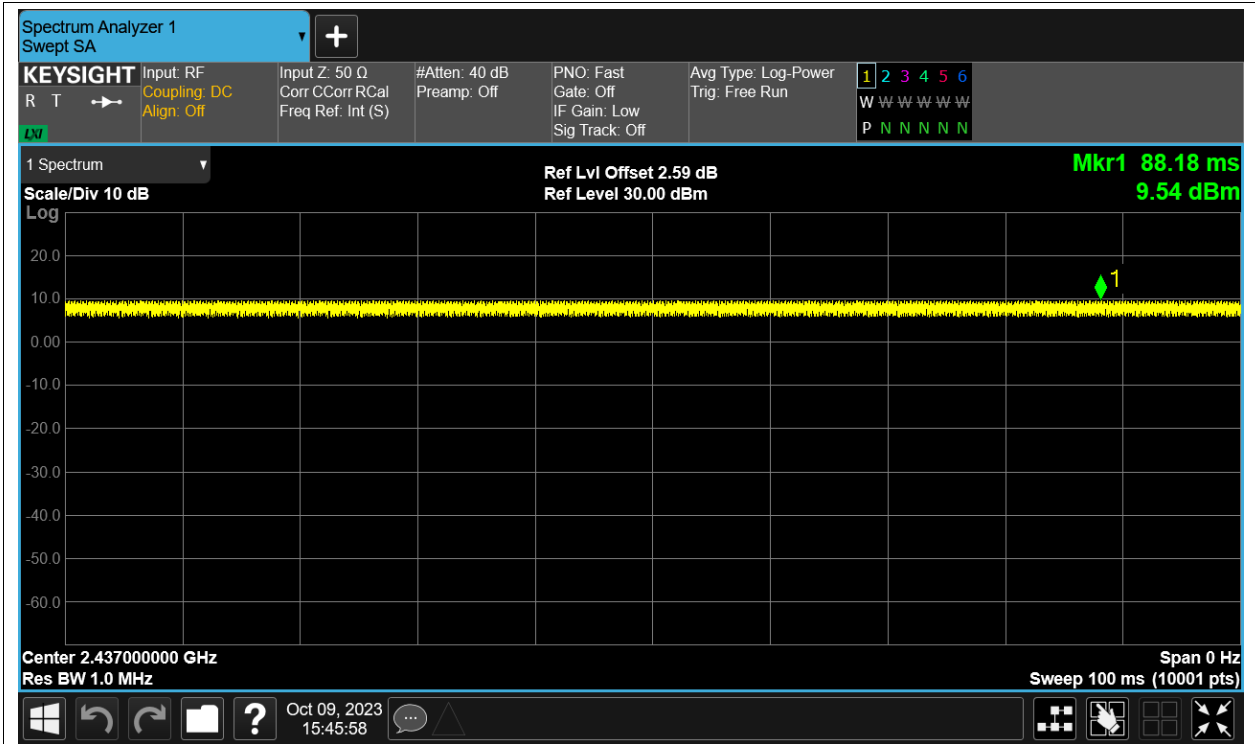 Spectrum Analyzer 1
Swept SA
+
KEYSIGHT
R T
LXI
Input: RF
Coupling: DC
Align: Off
Input Z: 50 Ω
Corr CCorr RCal
Freq Ref: Int (S)
#Atten: 40 dB
Preamp: Off
PNO: Fast
Gate: Off
IF Gain: Low
Sig Track: Off
Avg Type: Log-Power
Trig: Free Run
1 2 3 4 5 6
W W W W W W
P N N N N N
1 Spectrum
Scale/Div 10 dB
Ref Lvl Offset 2.59 dB
Ref Level 30.00 dBm
Mkr1 88.18 ms
9.54 dBm
Log
20.0
10.0
0.00
-10.0
-20.0
-30.0
-40.0
-50.0
-60.0
1
Center 2.437000000 GHz
Res BW 1.0 MHz
Span 0 Hz
Sweep 100 ms (10001 pts)
?
Oct 09, 2023
15:45:58